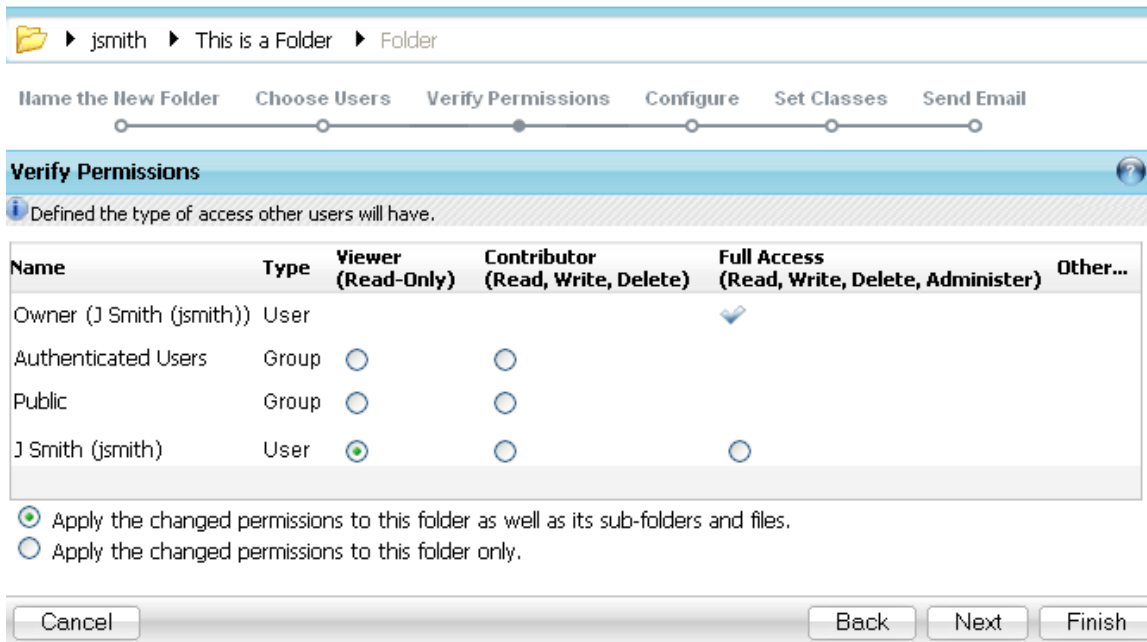 jsmith This is a Folder Folder
Name the New Folder Choose Users Verify Permissions Configure Set Classes Send Email
Verify Permissions ?
i Defined the type of access other users will have.
Name Type Viewer (Read-Only) Contributor (Read, Write, Delete) Full Access (Read, Write, Delete, Administer) Other...
Owner (J Smith (jsmith)) User
Authenticated Users Group
Public Group
J Smith (jsmith) User
Apply the changed permissions to this folder as well as its sub-folders and files.
Apply the changed permissions to this folder only.
Cancel Back Next Finish